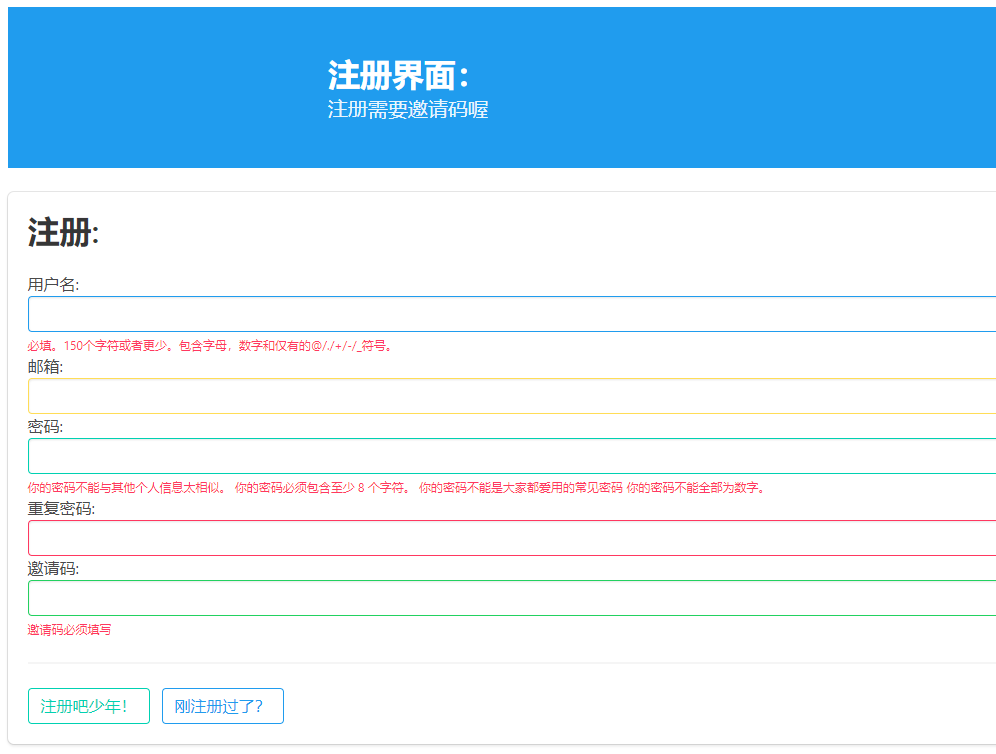 注册界面：
注册需要邀请码喔
注册:
用户名:
必填。150个字符或者更少。包含字母，数字和仅有的@/./+/-/_符号。
邮箱:
密码:
你的密码不能与其他个人信息太相似。 你的密码必须包含至少 8 个字符。 你的密码不能是大家都爱用的常见密码 你的密码不能全部为数字。
重复密码:
邀请码:
邀请码必须填写
注册吧少年！ 刚注册过了？